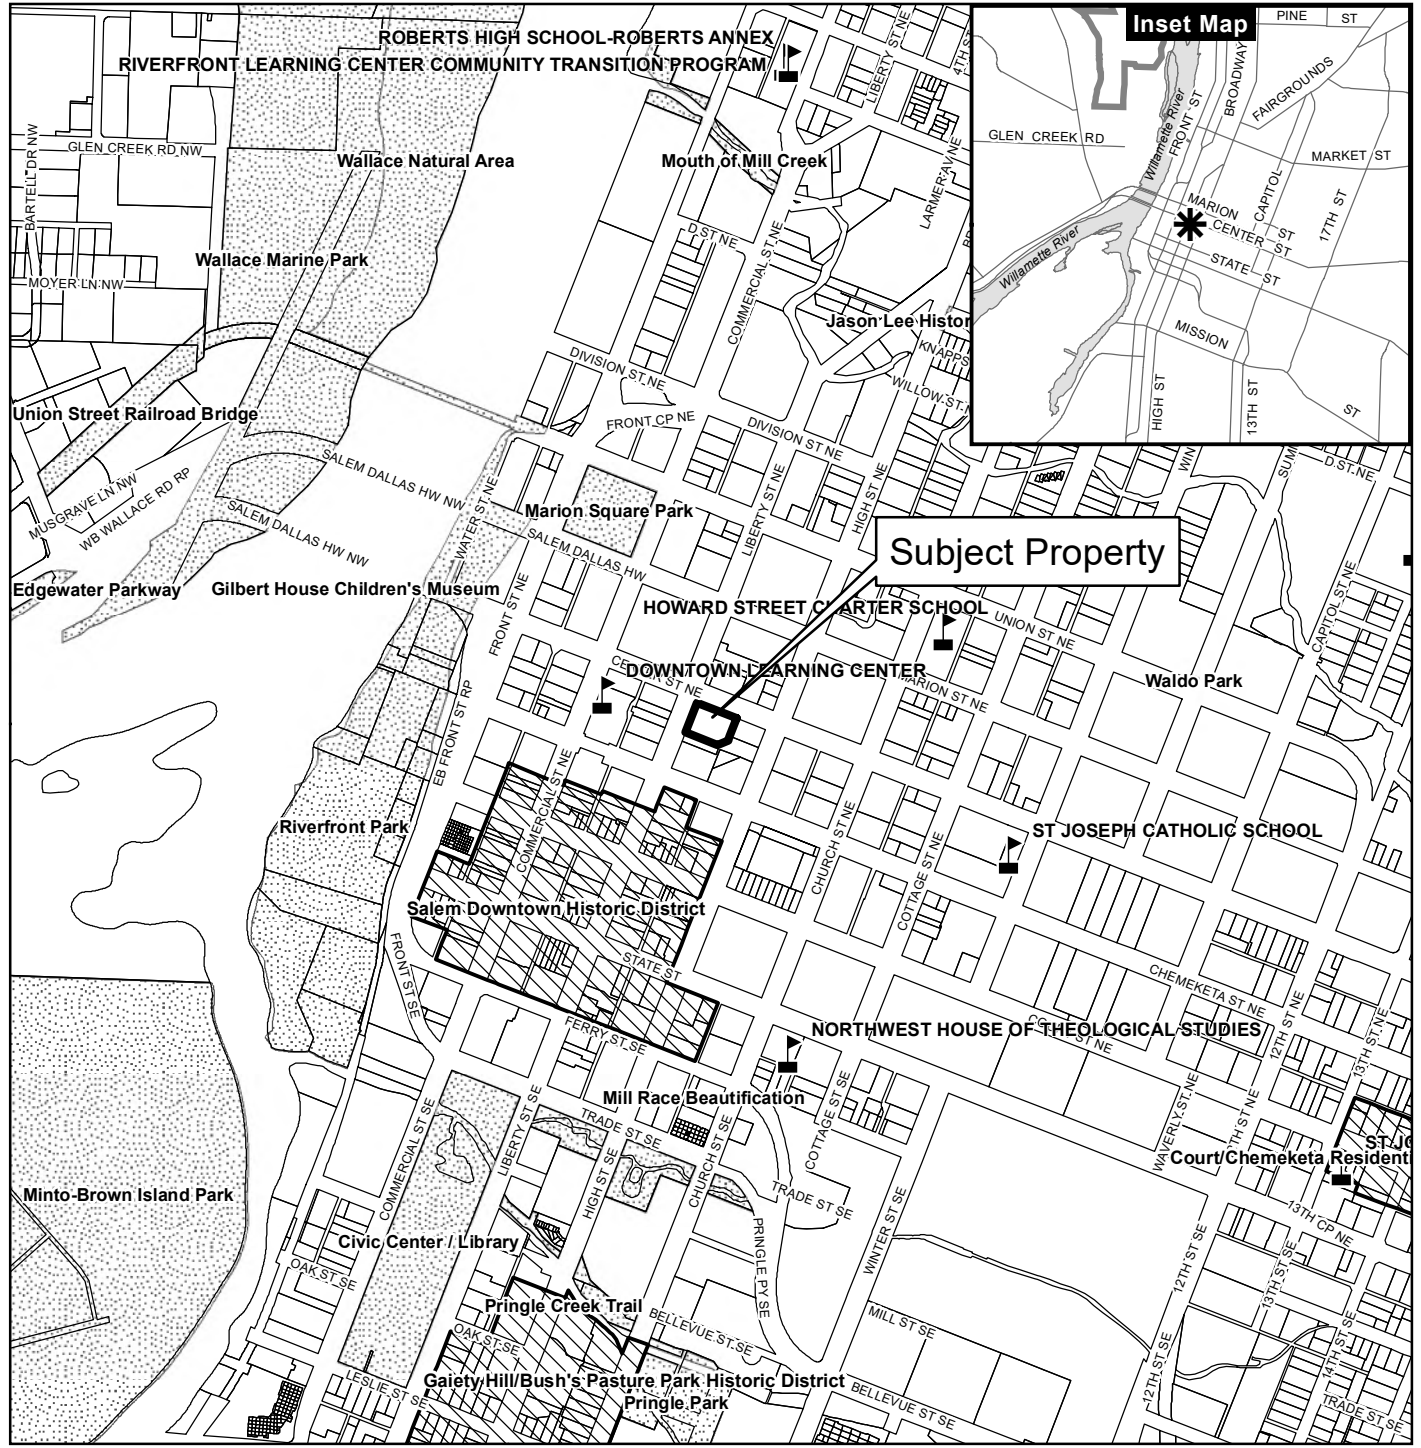 ROBERTS HIGH SCHOOL-ROBERTS ANNEX
RIVERFRONT LEARNING CENTER COMMUNITY TRANSITION PROGRAM
LIBERTY ST NE
4TH ST
Inset Map
PINE ST
BROADWAY
FAIRGROUNDS
FRONT ST
Willamette River
GLEN CREEK RD
MARKET ST
CAPITOL
17TH ST
MARION ST
CENTER ST
STATE ST
Willamette River
MISSION
ST
HIGH ST
13TH ST
BARTELL DR NW
GLEN CREEK RD NW
Wallace Natural Area
Mouth of Mill Creek
LARMER AV NE
D ST NE
COMMERCIAL ST NE
Wallace Marine Park
MOYER LN NW
Jason Lee Histor
KNAPPS
WILLOW ST N
DIVISION ST NE
Union Street Railroad Bridge
FRONT CP NE
DIVISION ST NE
WIN
SUMM
D ST NE
MUSGRAVE LN NW
WB WALLACE RD RP
SALEM DALLAS HW NW
SALEM DALLAS HW NW
WATER ST NE
Marion Square Park
SALEM DALLAS HW
LIBERTY ST NE
HIGH ST NE
Subject Property
Edgewater Parkway
Gilbert House Children's Museum
FRONT ST NE
HOWARD STREET CHARTER SCHOOL
UNION ST NE
CAPITOL ST NE
DOWNTOWN LEARNING CENTER
CENTER ST NE
MARION ST NE
Waldo Park
EB FRONT ST RP
COMMERCIAL ST NE
Riverfront Park
CHURCH ST NE
COTTAGE ST NE
ST JOSEPH CATHOLIC SCHOOL
Salem Downtown Historic District
STATE ST
FRONT ST SE
CHEMEKETA ST NE
FERRY ST SE
NORTHWEST HOUSE OF THEOLOGICAL STUDIES
12TH ST NE
13TH ST NE
Mill Race Beautification
COMMERCIAL ST SE
LIBERTY ST SE
TRADE ST SE
HIGH ST SE
CHURCH ST SE
COTTAGE ST SE
TRADE ST SE
WAVERLY ST NE
12TH ST NE
ST JO
Court/Chemeketa Residenti
Minto-Brown Island Park
Civic Center / Library
PRINGLE PY SE
WINTER ST SE
13TH CP NE
12TH ST SE
13TH ST SE
OAK ST SE
Pringle Creek Trail
OAK ST SE
BELLEVUE ST SE
MILL ST SE
LESLIE ST SE
Gaiety Hill/Bush's Pasture Park Historic District
Pringle Park
BELLEVUE ST SE
12TH ST SE
14TH ST SE
TRADE ST SE